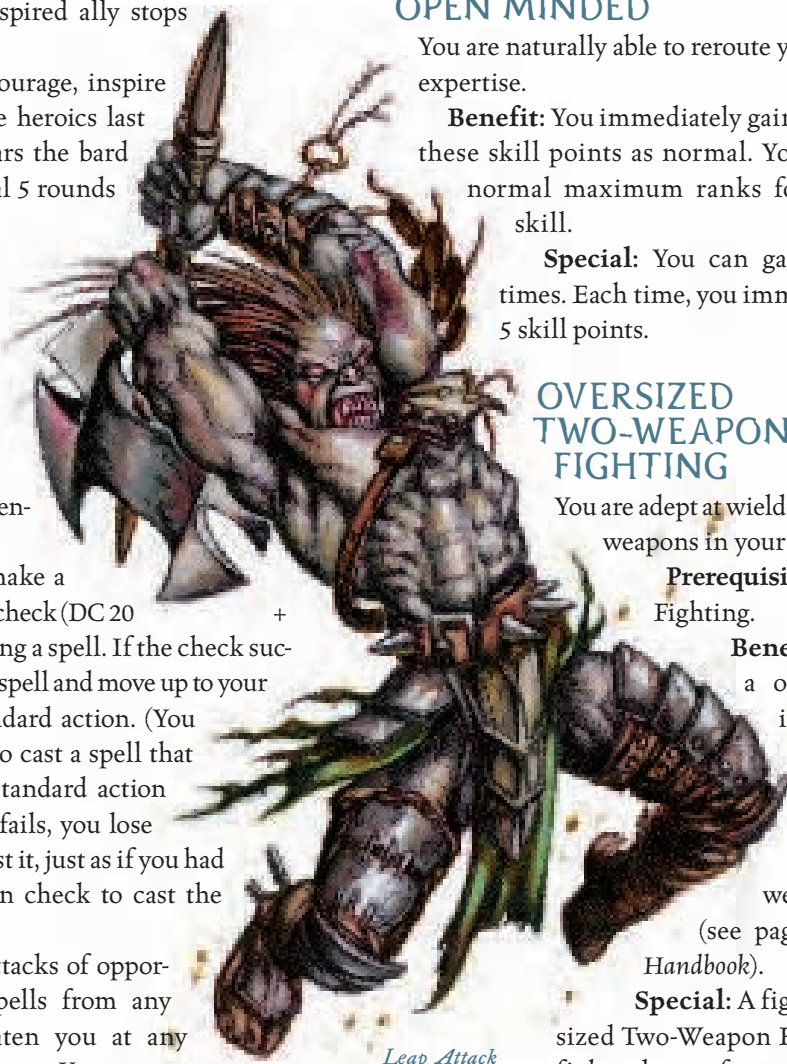 spired ally stops
ourage, inspire
e heroics last
ars the bard
al 5 rounds
en-
make a
check (DC 20 +
ng a spell. If the check suc-
spell and move up to your
dard action. (You
o cast a spell that
tandard action
fails, you lose
st it, just as if you had
n check to cast the
ttacks of oppor-
pells from any
aten you at any
Leap Attack
OPEN MINDED
You are naturally able to reroute y
expertise.
Benefit: You immediately gain
these skill points as normal. Yo
normal maximum ranks fo
skill.
Special: You can ga
times. Each time, you imm
5 skill points.
OVERSIZED
TWO-WEAPON
FIGHTING
You are adept at wield
weapons in your
Prerequisi
Fighting.
Bene
a o
i
we
(see pag
Handbook).
Special: A fig
sized Two-Weapon F